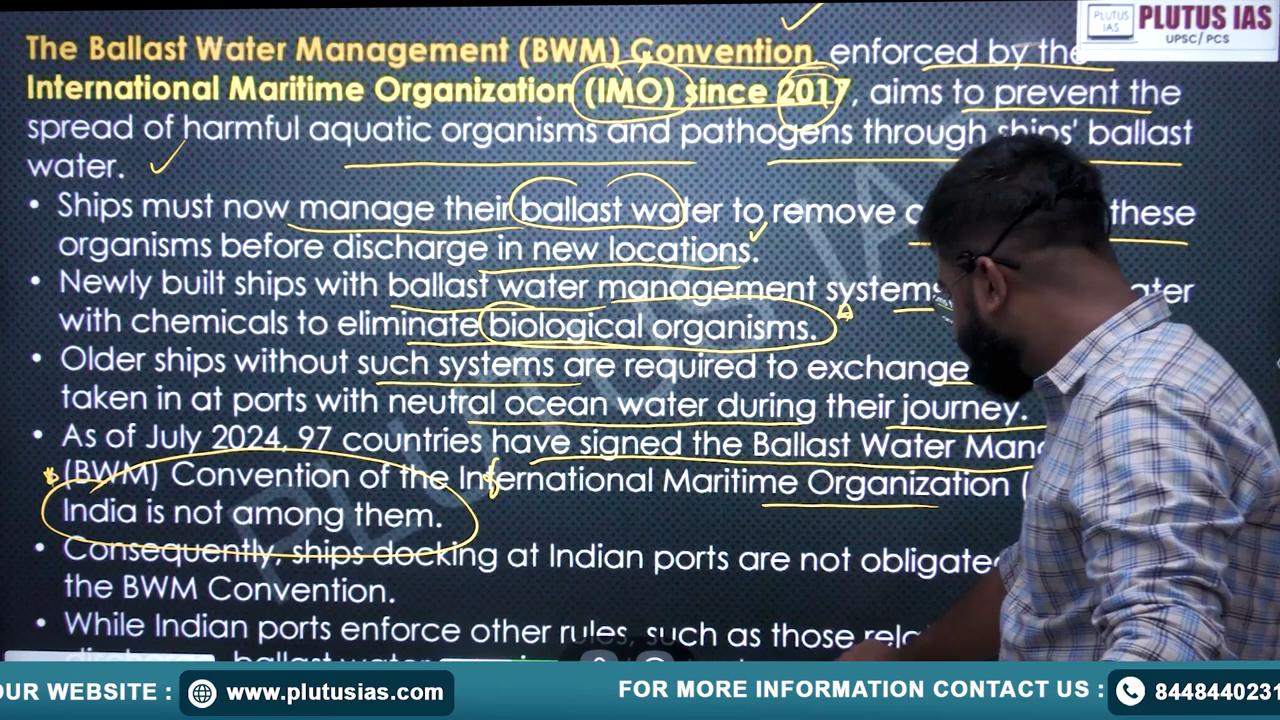 PLUTUS IAS
PLUTUS IAS
UPSC/ PCS
The Ballast Water Management (BWM) Convention, enforced by the
International Maritime Organization (IMO) since 2017, aims to prevent the
spread of harmful aquatic organisms and pathogens through ships' ballast
water.
• Ships must now manage their ballast water to remove these
organisms before discharge in new locations.
• Newly built ships with ballast water management systems
with chemicals to eliminate biological organisms.
• Older ships without such systems are required to exchange
taken in at ports with neutral ocean water during their journey.
• As of July 2024, 97 countries have signed the Ballast Water
(BWM) Convention of the International Maritime Organization (
India is not among them.
• Consequently, ships docking at Indian ports are not
the BWM Convention.
• While Indian ports enforce other rules, such as those
ballast water
OUR WEBSITE : www.plutusias.com FOR MORE INFORMATION CONTACT US : 8448440231